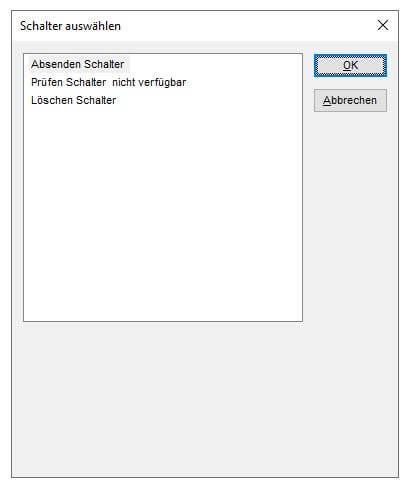 Schalter auswählen
Absenden Schalter
Prüfen Schalter  nicht verfügbar
Löschen Schalter
OK
Abbrechen